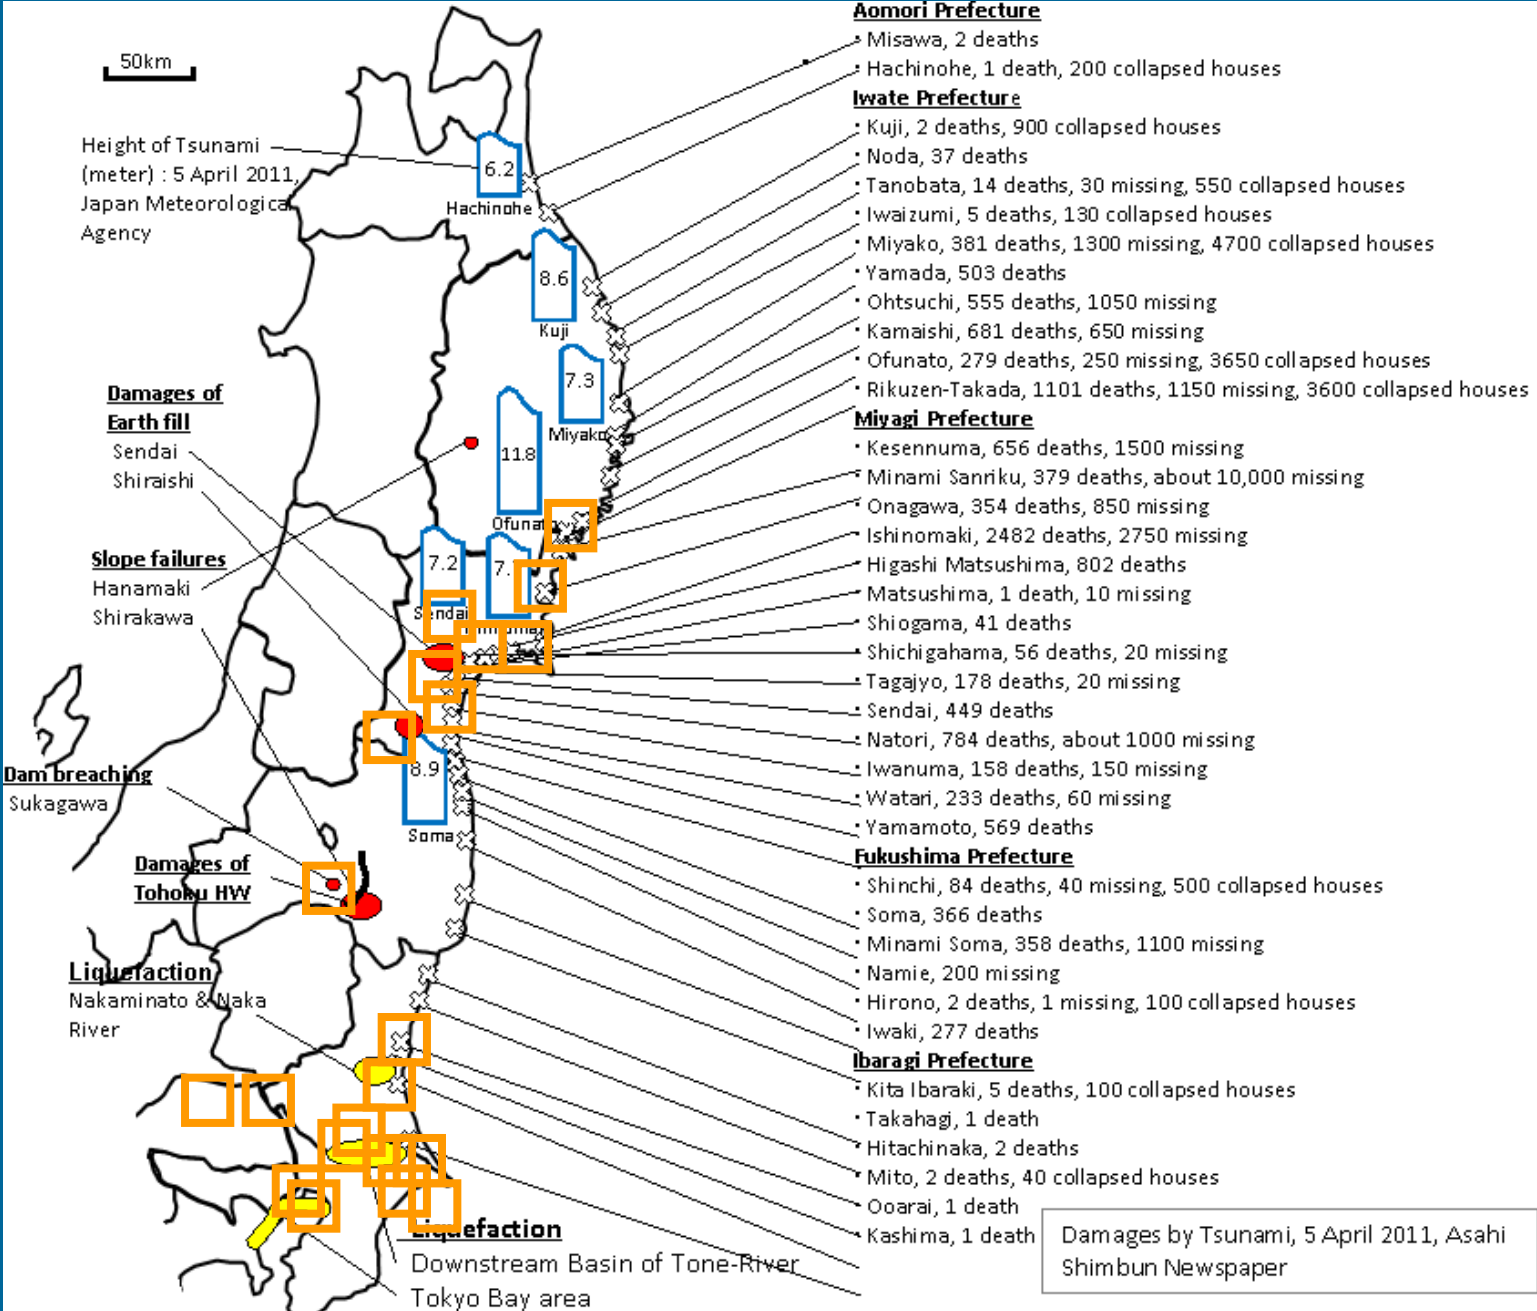 Aomori Prefecture
· Misawa, 2 deaths
· Hachinohe, 1 death, 200 collapsed houses
Iwate Prefecture
· Kuji, 2 deaths, 900 collapsed houses
· Noda, 37 deaths
· Tanobata, 14 deaths, 30 missing, 550 collapsed houses
· Iwaizumi, 5 deaths, 130 collapsed houses
· Miyako, 381 deaths, 1300 missing, 4700 collapsed houses
· Yamada, 503 deaths
· Ohtsuchi, 555 deaths, 1050 missing
· Kamaishi, 681 deaths, 650 missing
· Ofunato, 279 deaths, 250 missing, 3650 collapsed houses
· Rikuzen-Takada, 1101 deaths, 1150 missing, 3600 collapsed houses
Miyagi Prefecture
· Kesennuma, 656 deaths, 1500 missing
· Minami Sanriku, 379 deaths, about 10,000 missing
· Onagawa, 354 deaths, 850 missing
· Ishinomaki, 2482 deaths, 2750 missing
· Higashi Matsushima, 802 deaths
· Matsushima, 1 death, 10 missing
· Shiogama, 41 deaths
· Shichigahama, 56 deaths, 20 missing
· Tagajyo, 178 deaths, 20 missing
· Sendai, 449 deaths
· Natori, 784 deaths, about 1000 missing
· Iwanuma, 158 deaths, 150 missing
· Watari, 233 deaths, 60 missing
· Yamamoto, 569 deaths
Fukushima Prefecture
· Shinchi, 84 deaths, 40 missing, 500 collapsed houses
· Soma, 366 deaths
· Minami Soma, 358 deaths, 1100 missing
· Namie, 200 missing
· Hirono, 2 deaths, 1 missing, 100 collapsed houses
· Iwaki, 277 deaths
Ibaragi Prefecture
· Kita Ibaraki, 5 deaths, 100 collapsed houses
· Takahagi, 1 death
· Hitachinaka, 2 deaths
· Mito, 2 deaths, 40 collapsed houses
· Ooarai, 1 death
· Kashima, 1 death
Damages by Tsunami, 5 April 2011, Asahi
Shimbun Newspaper
50km
Height of Tsunami
(meter) : 5 April 2011,
Japan Meteorological
Agency
6.2
Hachinohe
8.6
Kuji
7.3
Miyako
11.8
Ofunato
7.2
Sendai
7.
8.9
Soma
Damages of
Earth fill
Sendai
Shiraishi
Slope failures
Hanamaki
Shirakawa
Dam breaching
Sukagawa
Damages of
Tohoku HW
Liquefaction
Nakaminato & Naka
River
Liquefaction
Downstream Basin of Tone-River
Tokyo Bay area